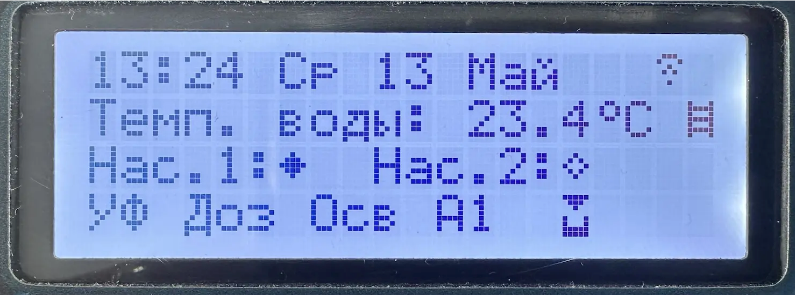 13:24 Ср 13 Май
Темп. воды: 23.4°C
Нас.1:◆ Нас.2:◇
УФ Доз Осв А1